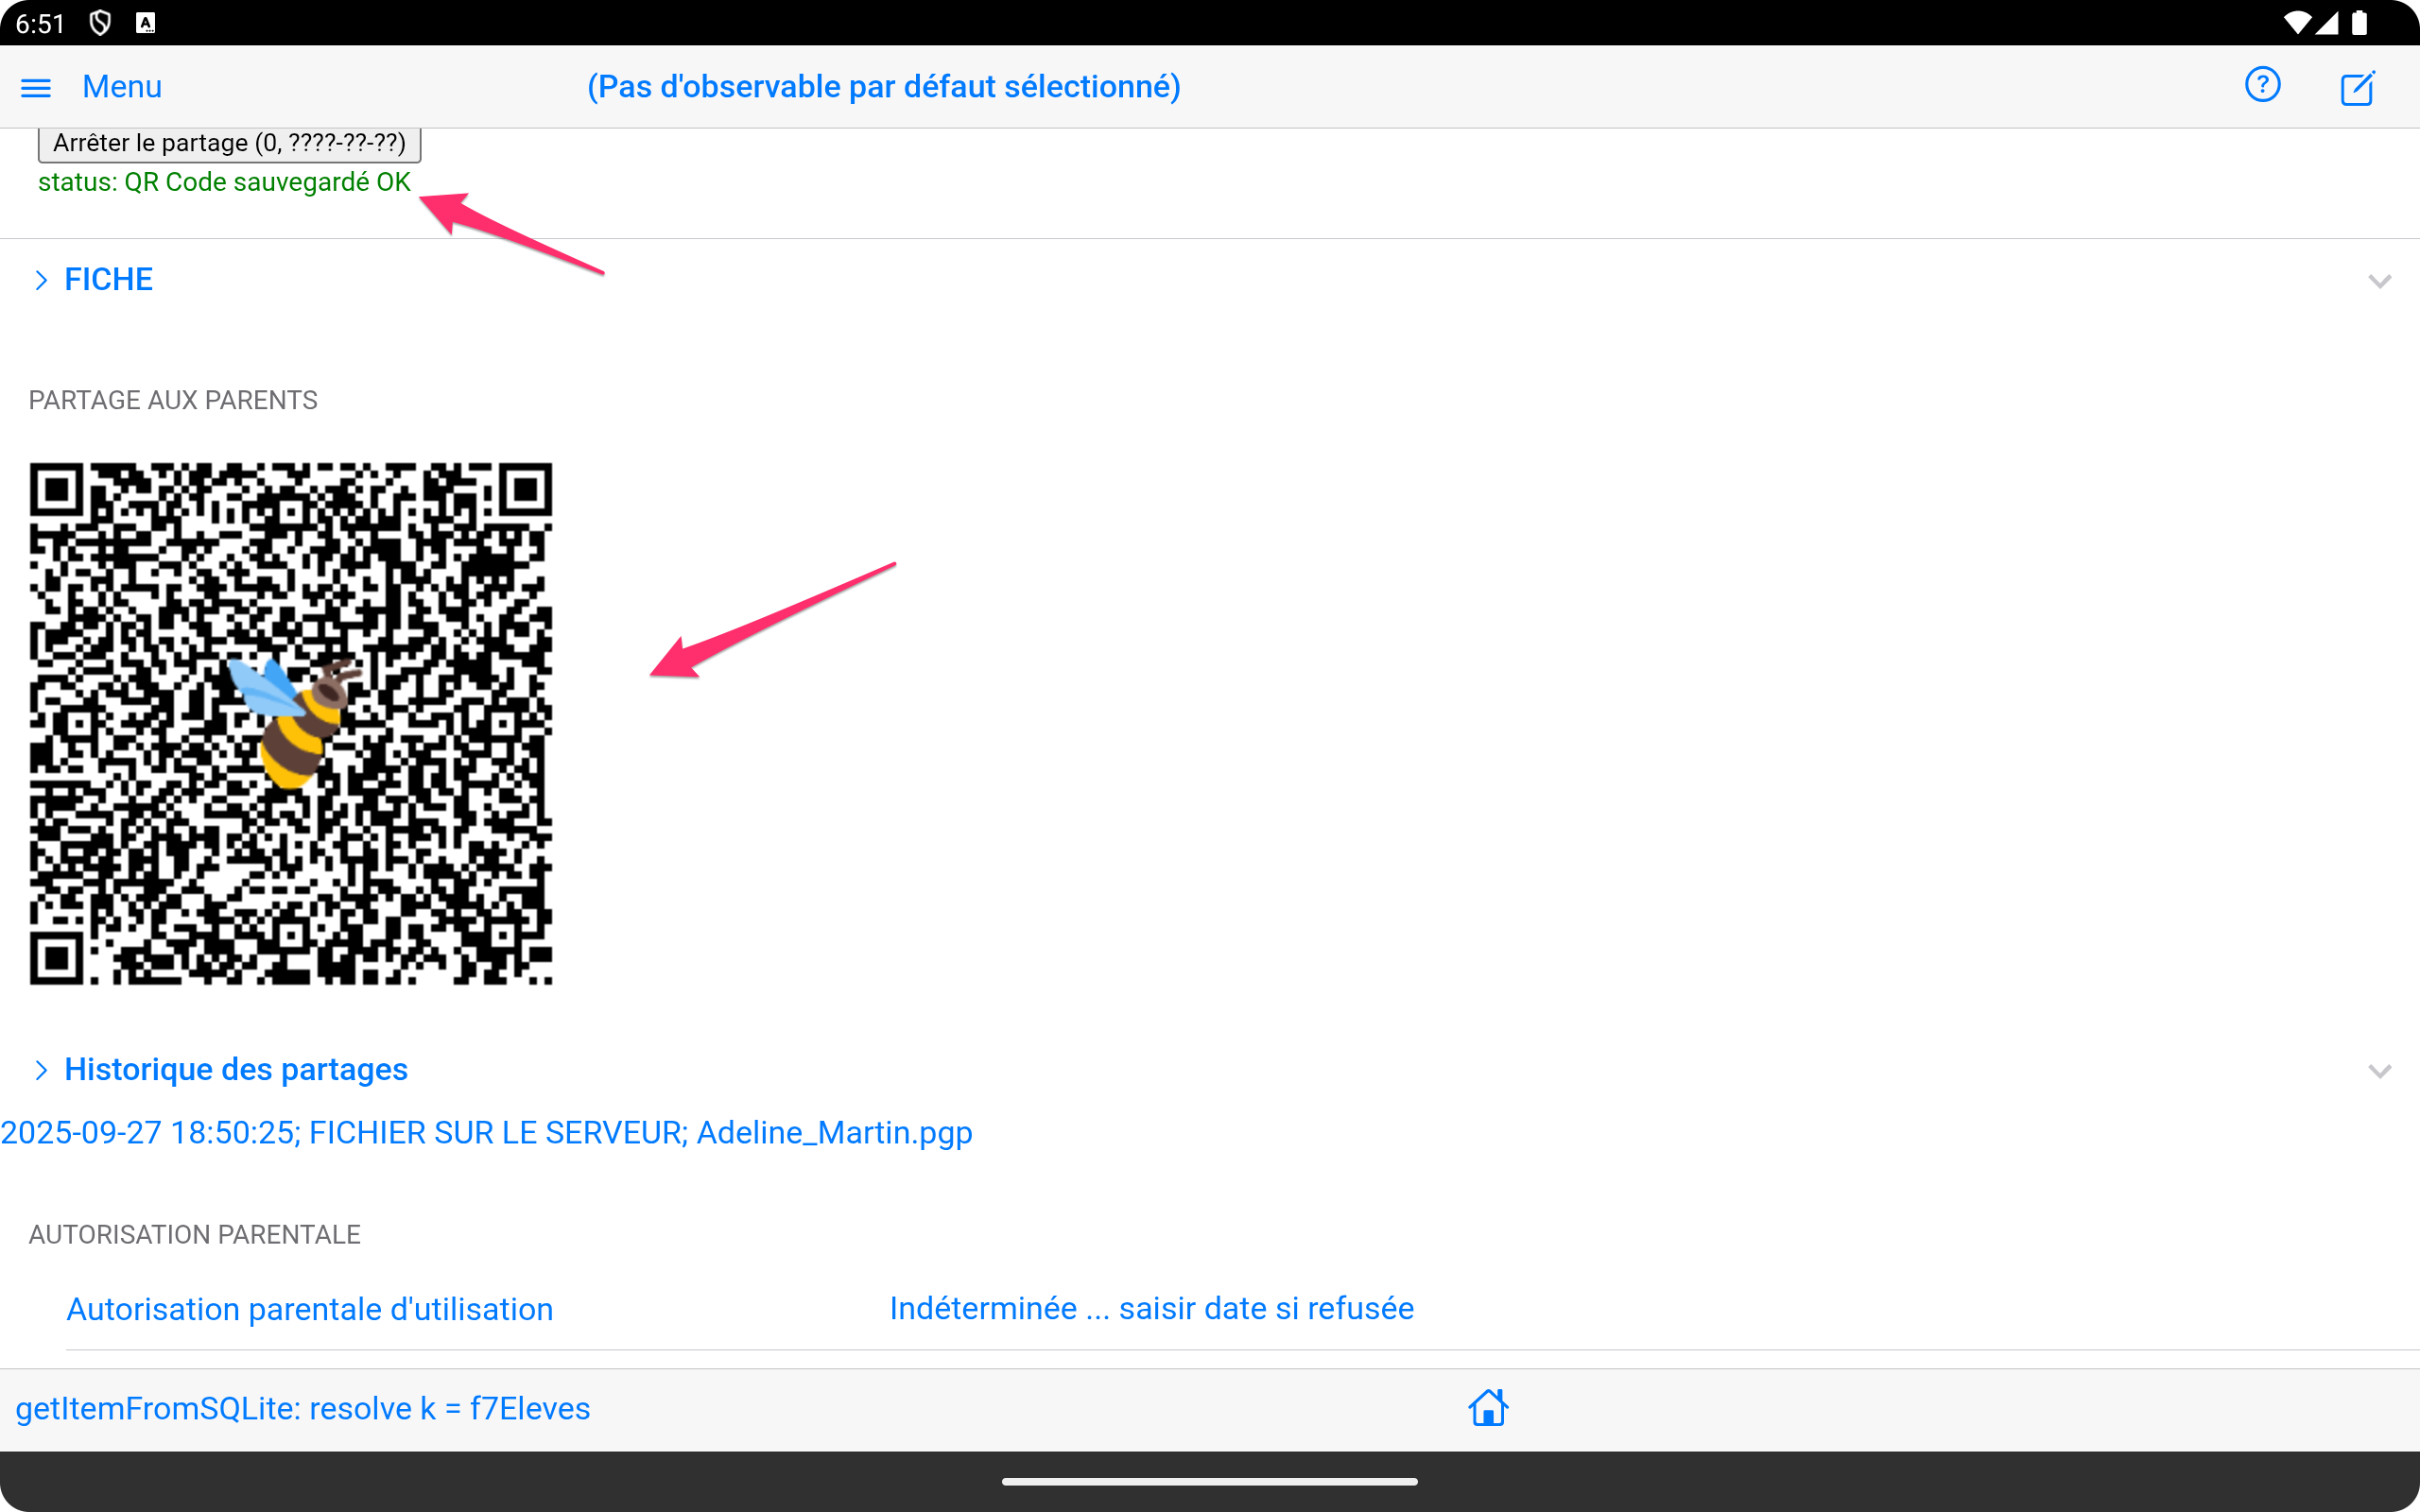 6:51
Menu
(Pas d'observable par défaut sélectionné)
Arrêter le partage (0, ????-??-??)
status: QR Code sauvegardé OK
FICHE
PARTAGE AUX PARENTS
Historique des partages
2025-09-27 18:50:25; FICHIER SUR LE SERVEUR; Adeline_Martin.pgp
AUTORISATION PARENTALE
Autorisation parentale d'utilisation
Indéterminée ... saisir date si refusée
getItemFromSQLite: resolve k = f7Eleves